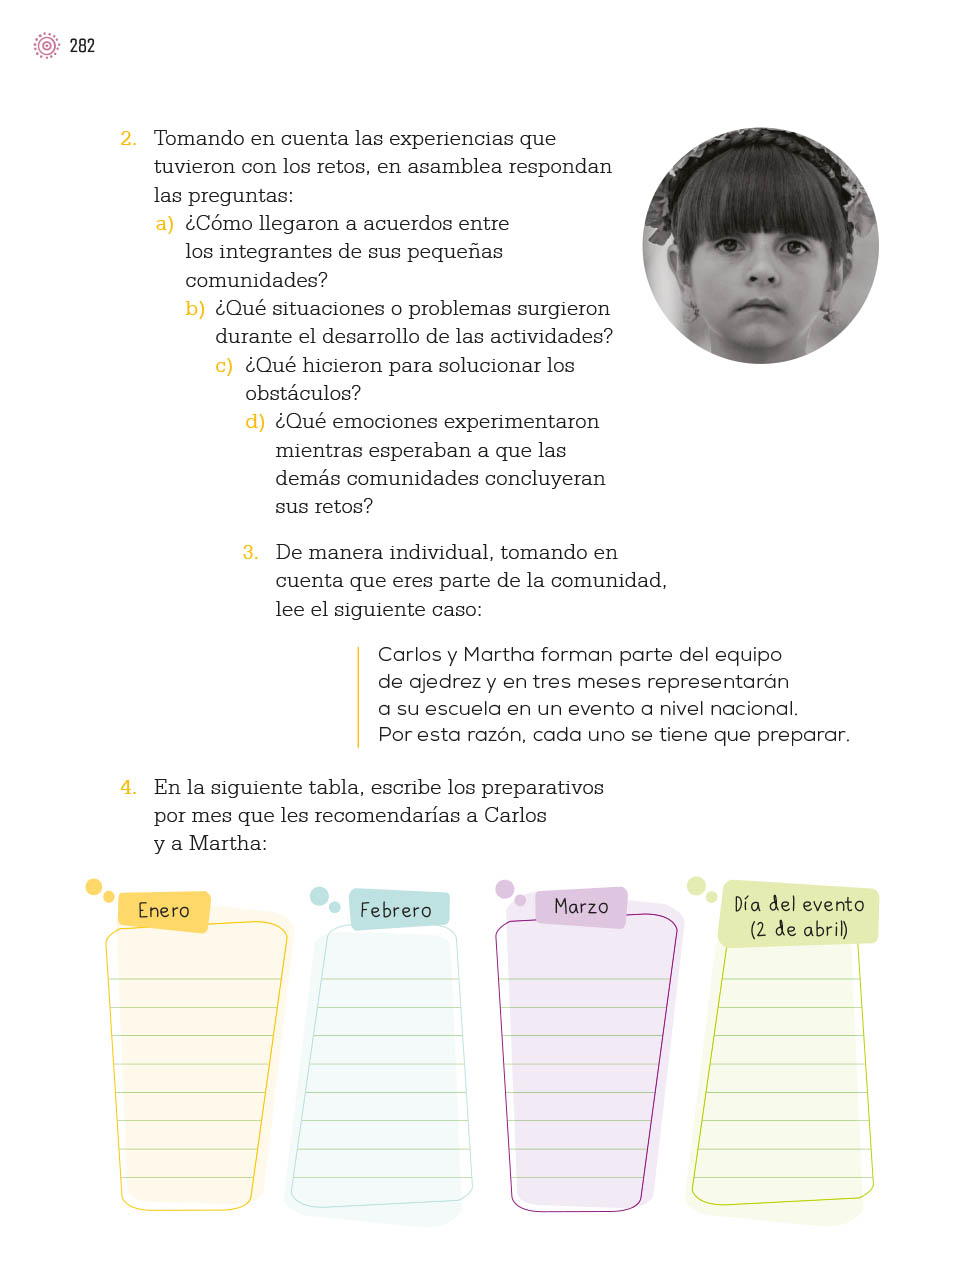 282
2. Tomando en cuenta las experiencias que
tuvieron con los retos, en asamblea respondan
las preguntas:
a) ¿Cómo llegaron a acuerdos entre
los integrantes de sus pequeñas
comunidades?
b) ¿Qué situaciones o problemas surgieron
durante el desarrollo de las actividades?
c) ¿Qué hicieron para solucionar los
obstáculos?
d) ¿Qué emociones experimentaron
mientras esperaban a que las
demás comunidades concluyeran
sus retos?
3. De manera individual, tomando en
cuenta que eres parte de la comunidad,
lee el siguiente caso:
Carlos y Martha forman parte del equipo
de ajedrez y en tres meses representarán
a su escuela en un evento a nivel nacional.
Por esta razón, cada uno se tiene que preparar.
4. En la siguiente tabla, escribe los preparativos
por mes que les recomendarías a Carlos
y a Martha:
Enero
Febrero
Marzo
Día del evento
(2 de abril)